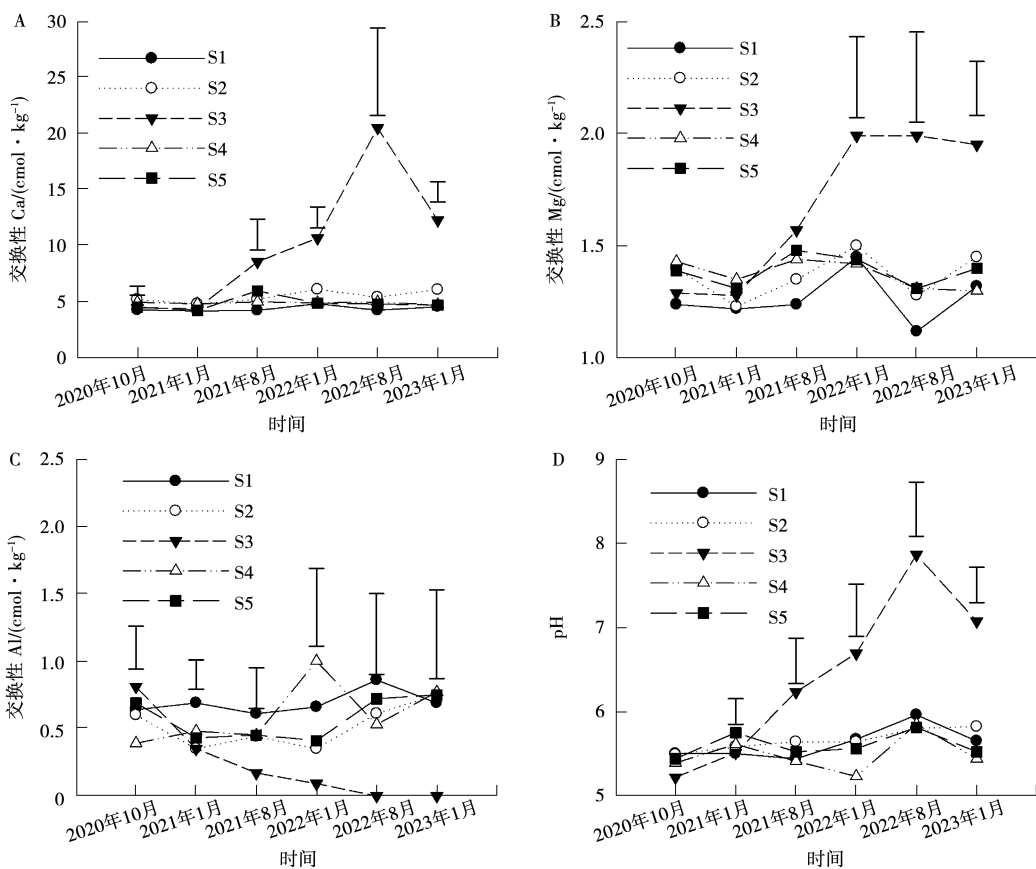 A
30
25
20
15
10
5
0
交换性 Ca/(cmol·kg⁻¹)
S1
S2
S3
S4
S5
2020年10月
2021年1月
2021年8月
2022年1月
2022年8月
2023年1月
时间
B
2.5
2.0
1.5
1.0
交换性 Mg/(cmol·kg⁻¹)
S1
S2
S3
S4
S5
2020年10月
2021年1月
2021年8月
2022年1月
2022年8月
2023年1月
时间
C
2.5
2.0
1.5
1.0
0.5
0
交换性 Al/(cmol·kg⁻¹)
S1
S2
S3
S4
S5
2020年10月
2021年1月
2021年8月
2022年1月
2022年8月
2023年1月
时间
D
9
8
7
6
5
pH
S1
S2
S3
S4
S5
2020年10月
2021年1月
2021年8月
2022年1月
2022年8月
2023年1月
时间